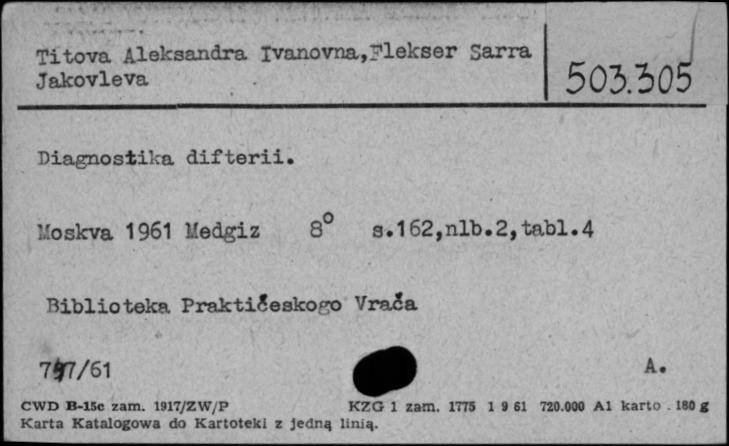 Titova Aleksandra Ivanovna,Flekser Sarra
Jakovleva
503.305
Diagnostika difterii.
Moskva 1961 Medgiz 8° s.162,nlb.2,tabl.4
Biblioteka Praktičeskogo Vrača
A.
CWD B-15c zam. 1917/ZW/P KZG 1 zam. 1775 1 9 61 720.000 A1 karto . 180 g
Karta Katalogowa do Kartoteki z jedną linią.